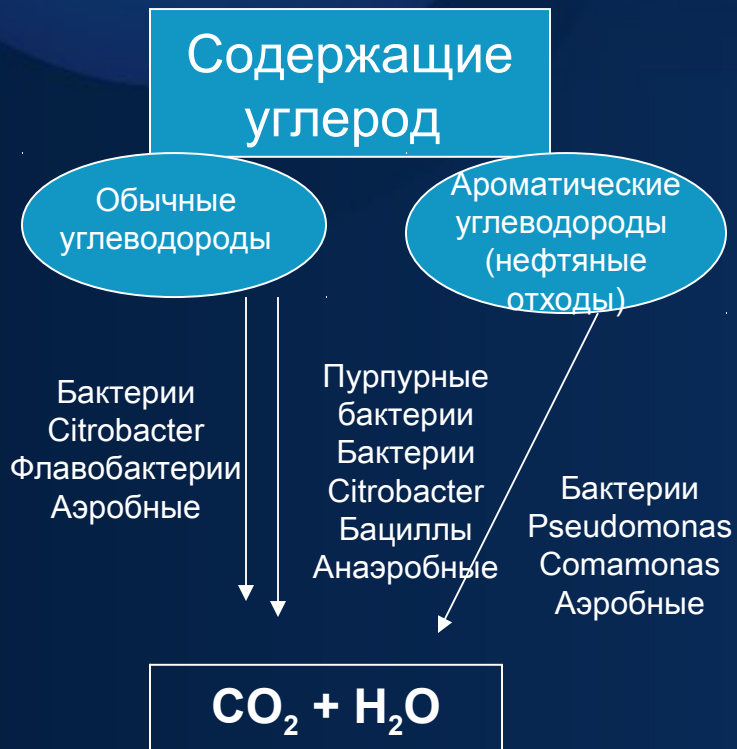 Содержащие
углерод
Обычные
углеводороды
Ароматические
углеводороды
(нефтяные
отходы)
Бактерии
Citrobacter
Флавобактерии
Аэробные
Пурпурные
бактерии
Бактерии
Citrobacter
Бациллы
Анаэробные
Бактерии
Pseudomonas
Comamonas
Аэробные
CO₂ + H₂O